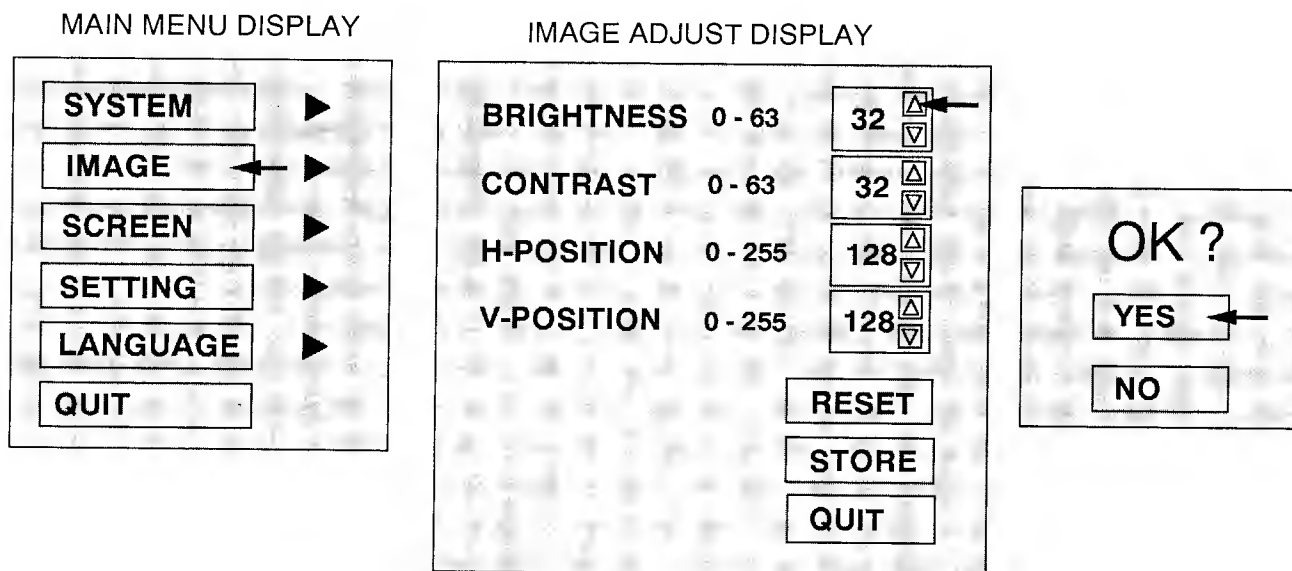 MAIN MENU DISPLAY
SYSTEM
IMAGE
SCREEN
SETTING
LANGUAGE
QUIT
IMAGE ADJUST DISPLAY
BRIGHTNESS 0 - 63 32
CONTRAST 0 - 63 32
H-POSITION 0 - 255 128
V-POSITION 0 - 255 128
RESET
STORE
QUIT
OK ?
YES
NO